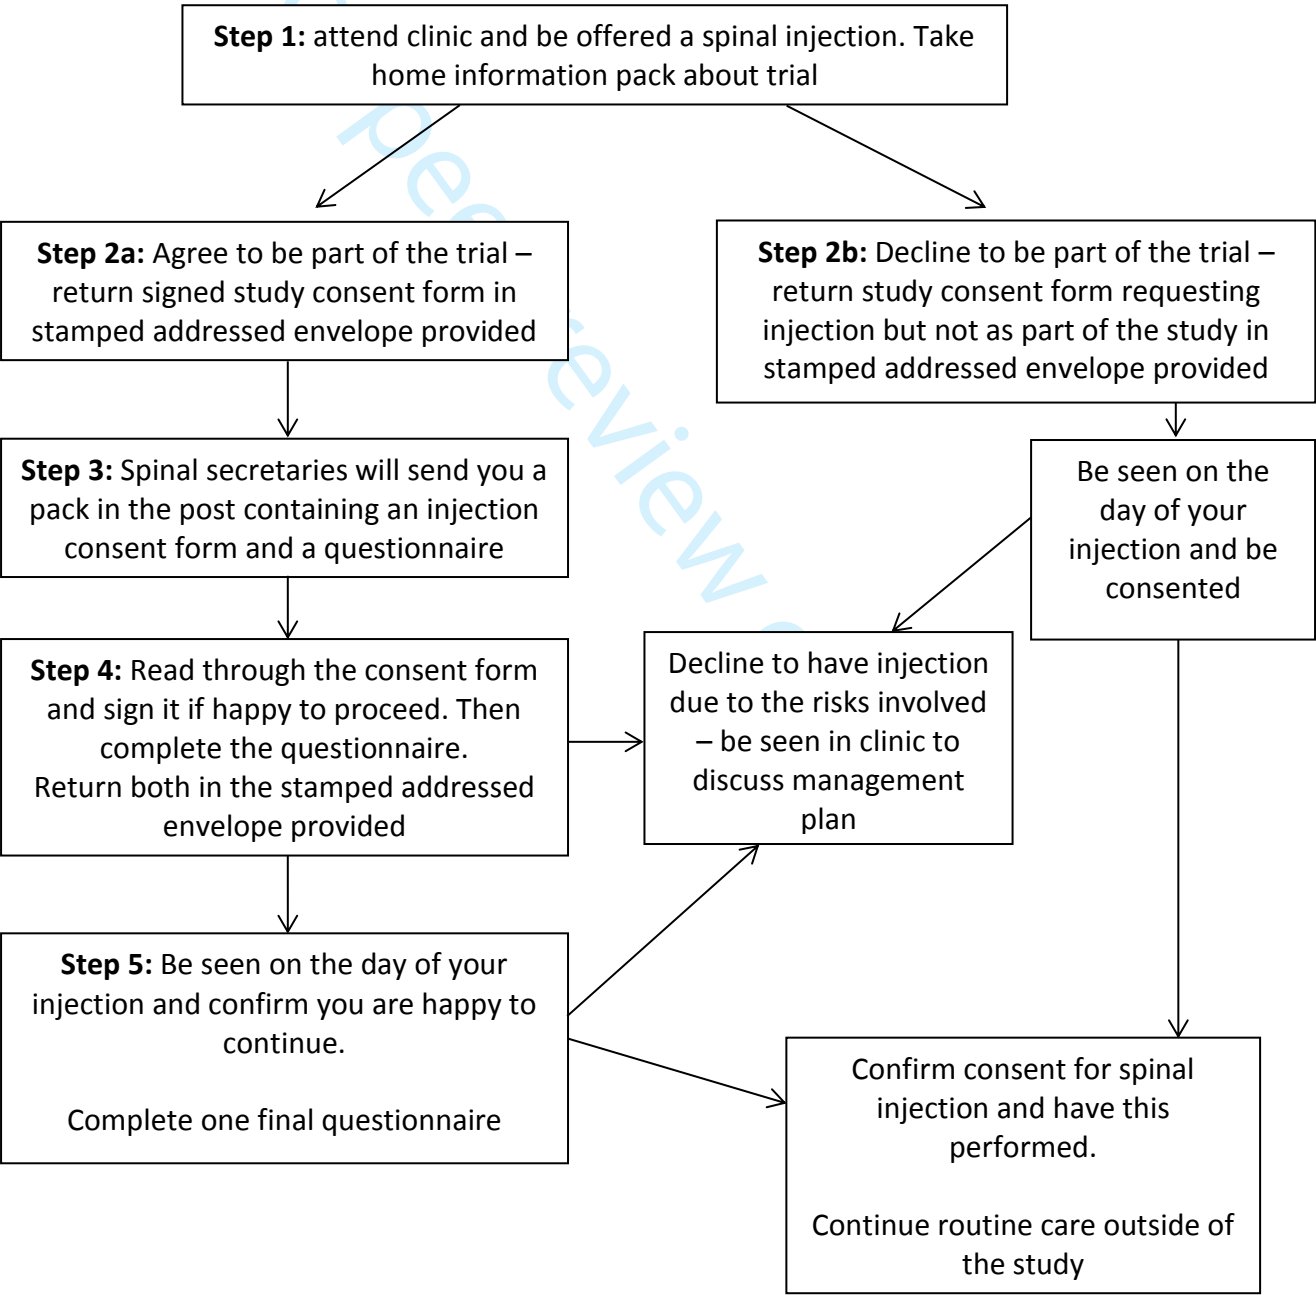 Step 1: attend clinic and be offered a spinal injection. Take
home information pack about trial
Step 2a: Agree to be part of the trial –
return signed study consent form in
stamped addressed envelope provided
Step 2b: Decline to be part of the trial –
return study consent form requesting
injection but not as part of the study in
stamped addressed envelope provided
Step 3: Spinal secretaries will send you a
pack in the post containing an injection
consent form and a questionnaire
Be seen on the
day of your
injection and be
consented
Step 4: Read through the consent form
and sign it if happy to proceed. Then
complete the questionnaire.
Return both in the stamped addressed
envelope provided
Decline to have injection
due to the risks involved
– be seen in clinic to
discuss management
plan
Step 5: Be seen on the day of your
injection and confirm you are happy to
continue.
Complete one final questionnaire
Confirm consent for spinal
injection and have this
performed.
Continue routine care outside of
the study
review